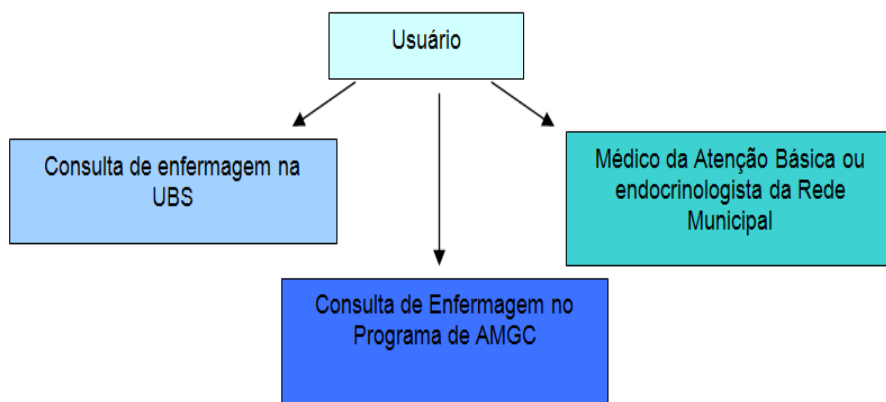 Usuário
Consulta de enfermagem na
UBS
Médico da Atenção Básica ou
endocrinologista da Rede
Municipal
Consulta de Enfermagem no
Programa de AMGC